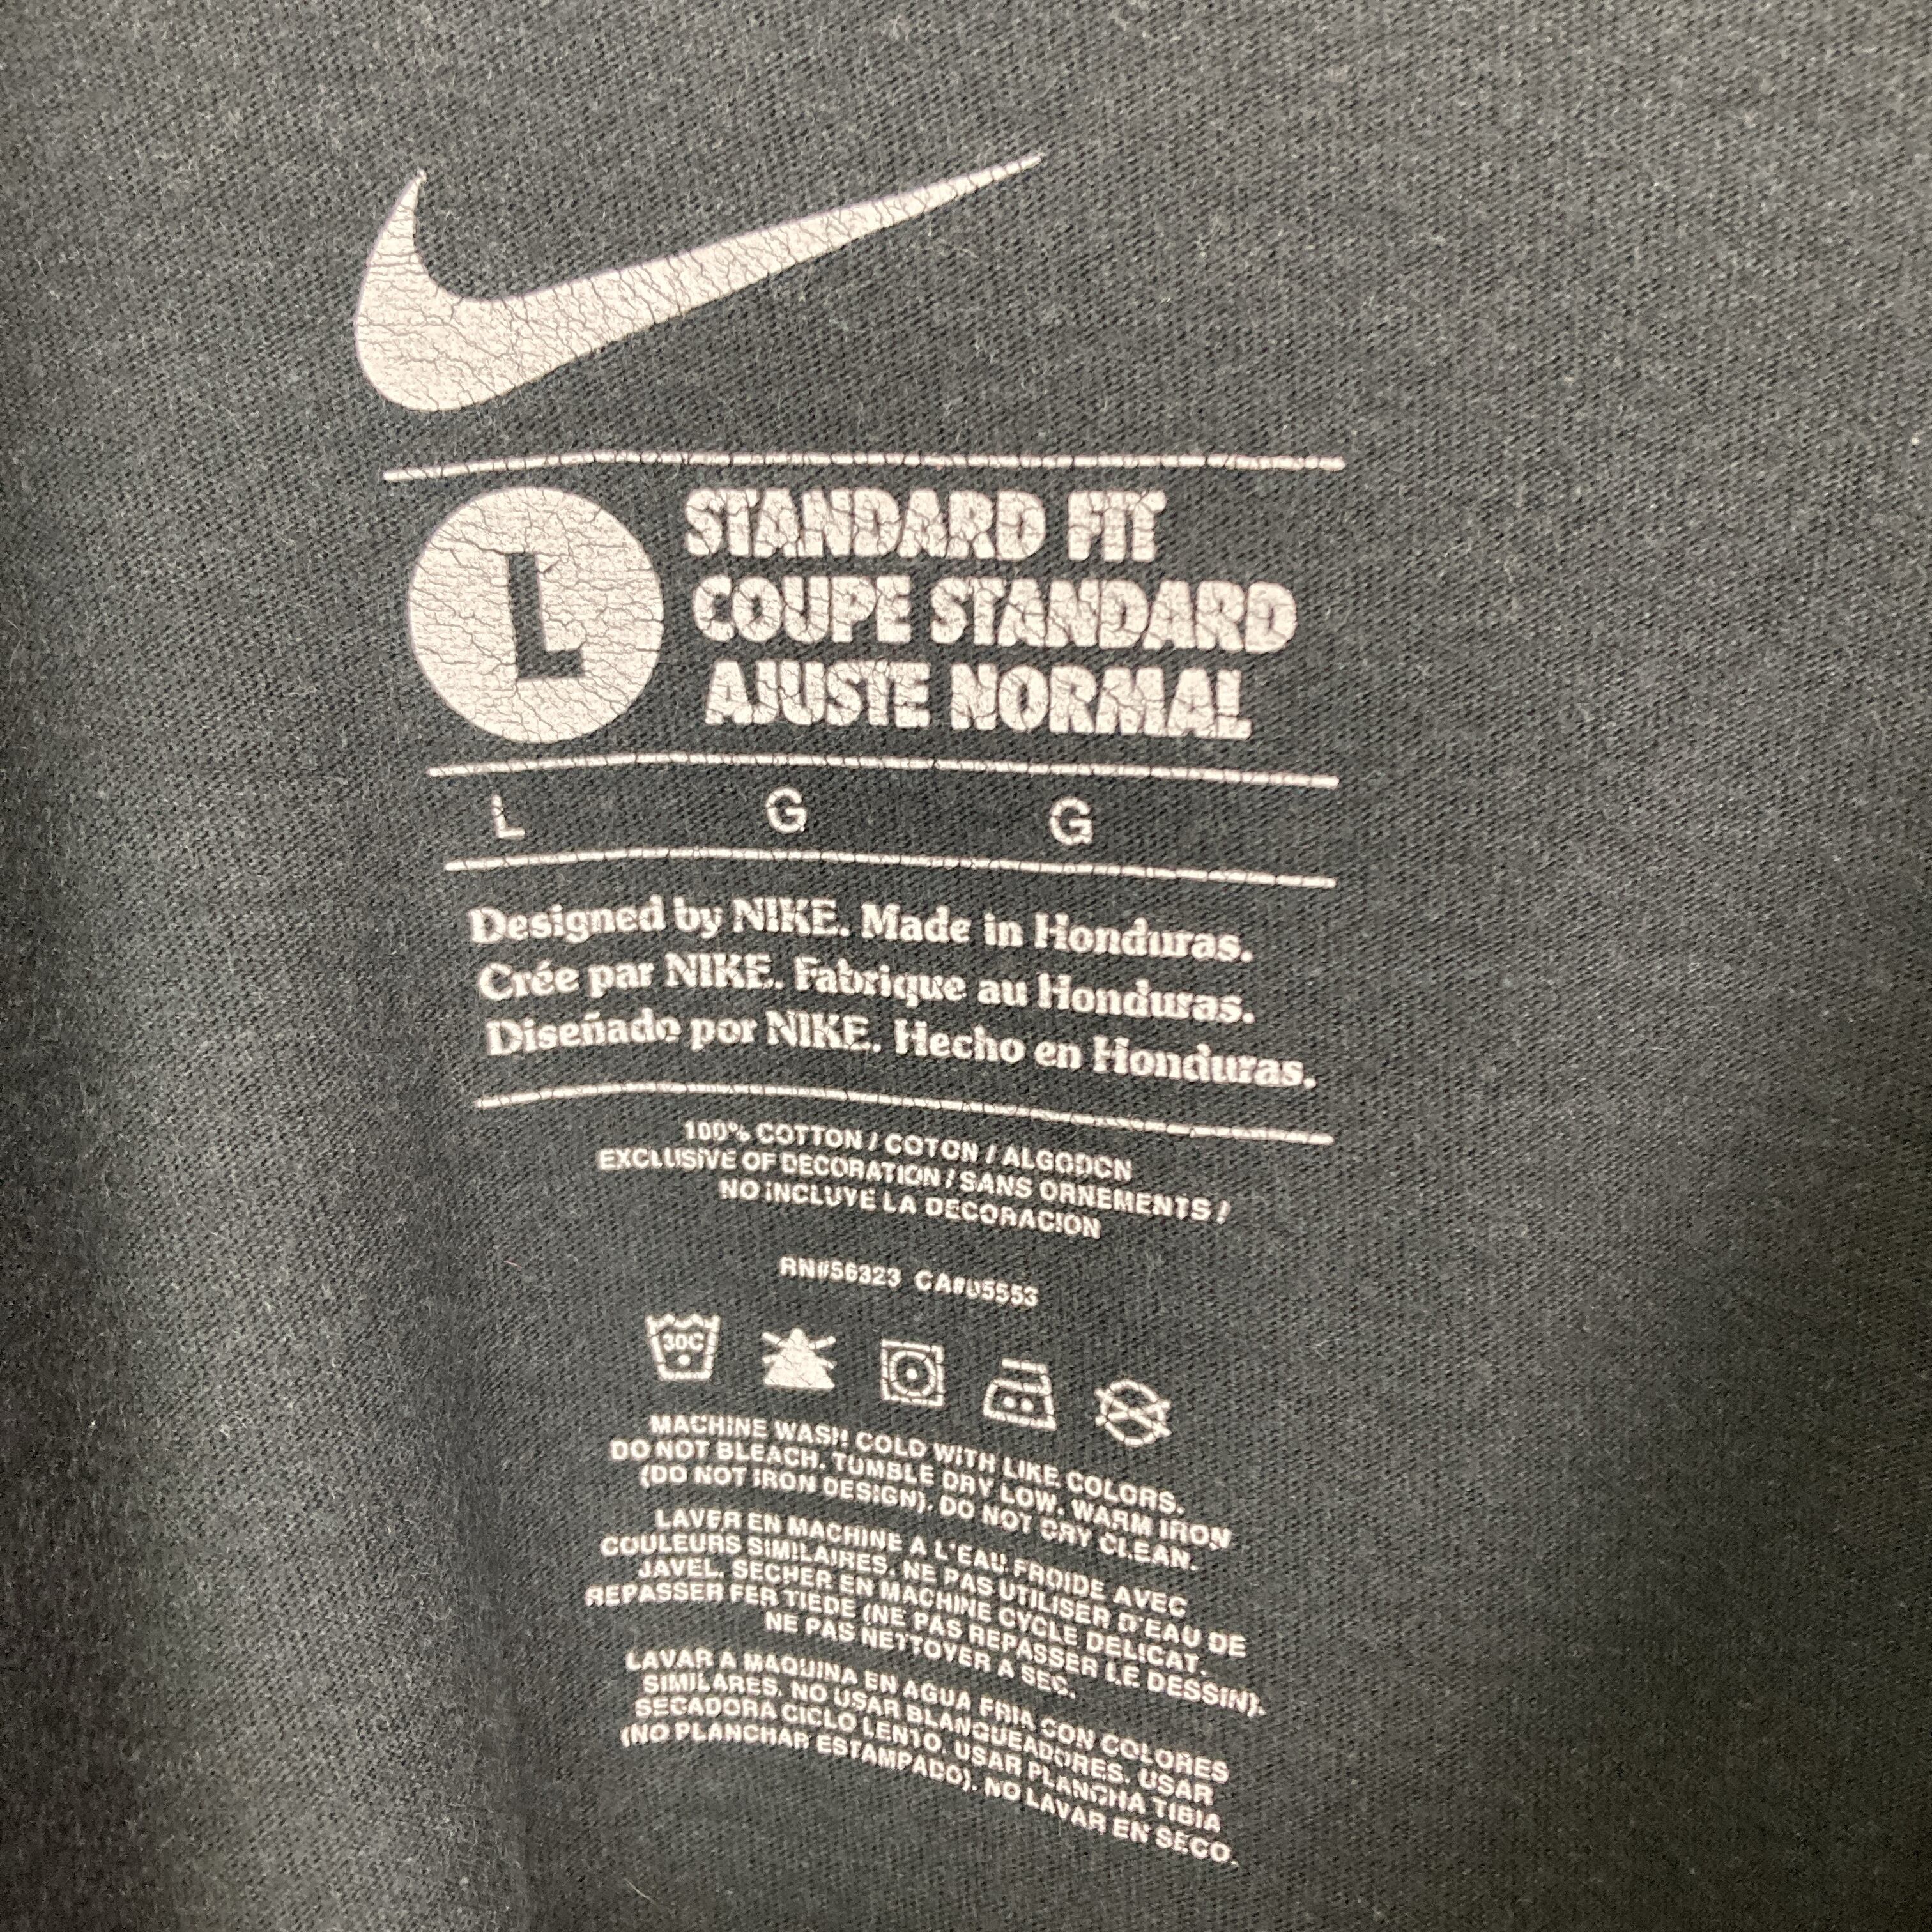 L
STANDARD FIT
COUPE STANDARD
AJUSTE NORMAL
L G G
Designed by NIKE. Made in Honduras.
Crée par NIKE. Fabrique au Honduras.
Diseñado por NIKE. Hecho en Honduras.
100% COTTON / COTON / ALGODON
EXCLUSIVE OF DECORATION / SANS ORNEMENTS /
NO INCLUYE LA DECORACION
RN#56323 CA#05553
30C
MACHINE WASH COLD WITH LIKE COLORS.
DO NOT BLEACH. TUMBLE DRY LOW. WARM IRON
(DO NOT IRON DESIGN). DO NOT DRY CLEAN.
LAVER EN MACHINE A L'EAU FROIDE AVEC
COULEURS SIMILAIRES. NE PAS UTILISER D'EAU DE
JAVEL. SECHER EN MACHINE CYCLE DELICAT.
REPASSER FER TIEDE (NE PAS REPASSER LE DESSIN).
NE PAS NETTOYER A SEC.
LAVAR A MAQUINA EN AGUA FRIA CON COLORES
SIMILARES. NO USAR BLANQUEADORES. USAR
SECADORA CICLO LENTO. USAR PLANCHA TIBIA
(NO PLANCHAR ESTAMPADO). NO LAVAR EN SECO.